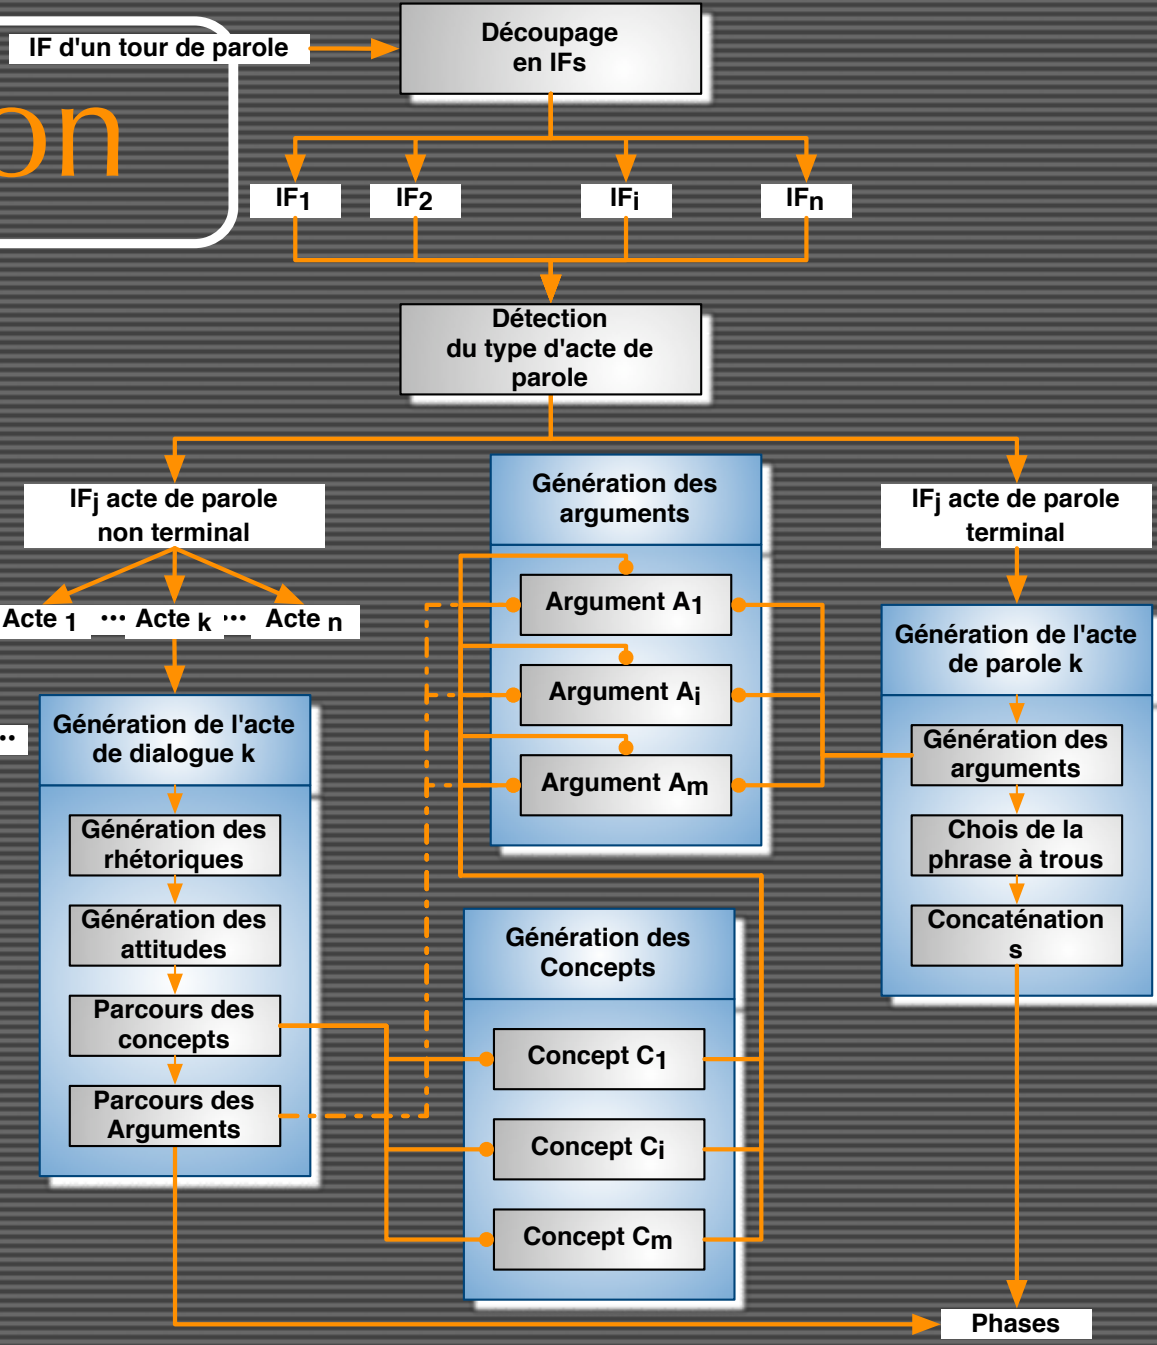 IF d'un tour de parole
Découpage
en IFs
on
IF1
IF2
IFi
IFn
Détection
du type d'acte de
parole
IFj acte de parole
non terminal
Génération des
arguments
IFj acte de parole
terminal
Acte 1 ... Acte k ... Acte n
Argument A1
Argument Ai
Argument Am
Génération de l'acte
de parole k
Génération des
arguments
Chois de la
phrase à trous
Concaténation
s
...
Génération de l'acte
de dialogue k
Génération des
rhétoriques
Génération des
attitudes
Parcours des
concepts
Parcours des
Arguments
Génération des
Concepts
Concept C1
Concept Ci
Concept Cm
Phases